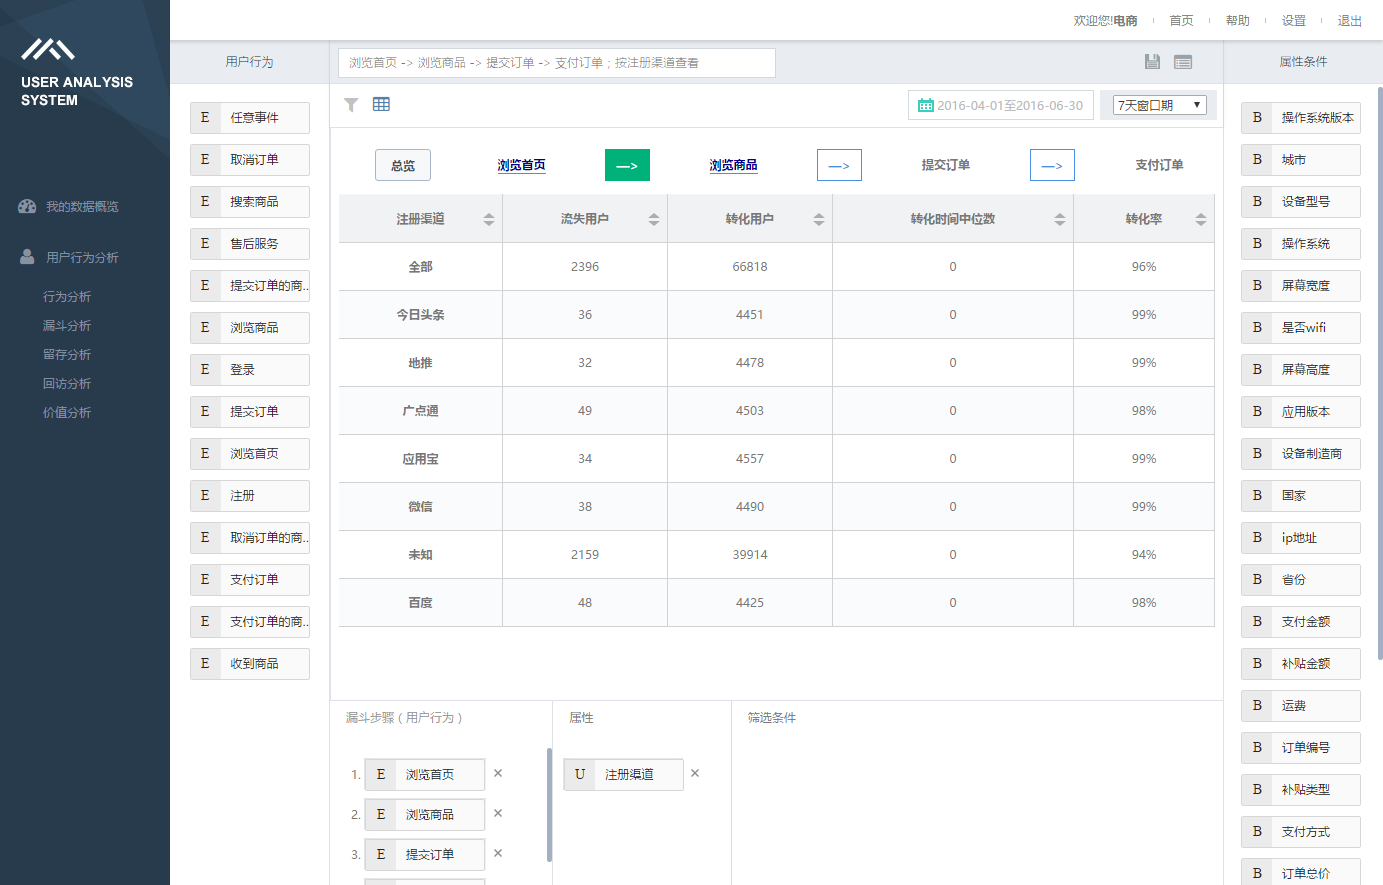 USER ANALYSIS
SYSTEM
我的数据概览
用户行为分析
行为分析
漏斗分析
留存分析
回访分析
价值分析
欢迎您!电商
首页
帮助
设置
退出
用户行为
E 任意事件
E 取消订单
E 搜索商品
E 售后服务
E 提交订单的商..
E 浏览商品
E 登录
E 提交订单
E 浏览首页
E 注册
E 取消订单的商..
E 支付订单
E 支付订单的商..
E 收到商品
浏览首页 -> 浏览商品 -> 提交订单 -> 支付订单；按注册渠道查看
2016-04-01至2016-06-30
7天窗口期
总览 浏览首页 —> 浏览商品 —> 提交订单 —> 支付订单
注册渠道 流失用户 转化用户 转化时间中位数 转化率
全部 2396 66818 0 96%
今日头条 36 4451 0 99%
地推 32 4478 0 99%
广点通 49 4503 0 98%
应用宝 34 4557 0 99%
微信 38 4490 0 99%
未知 2159 39914 0 94%
百度 48 4425 0 98%
漏斗步骤（用户行为）
1. E 浏览首页 ×
2. E 浏览商品 ×
3. E 提交订单 ×
属性
U 注册渠道 ×
筛选条件
属性条件
B 操作系统版本
B 城市
B 设备型号
B 操作系统
B 屏幕宽度
B 是否wifi
B 屏幕高度
B 应用版本
B 设备制造商
B 国家
B ip地址
B 省份
B 支付金额
B 补贴金额
B 运费
B 订单编号
B 补贴类型
B 支付方式
B 订单总价